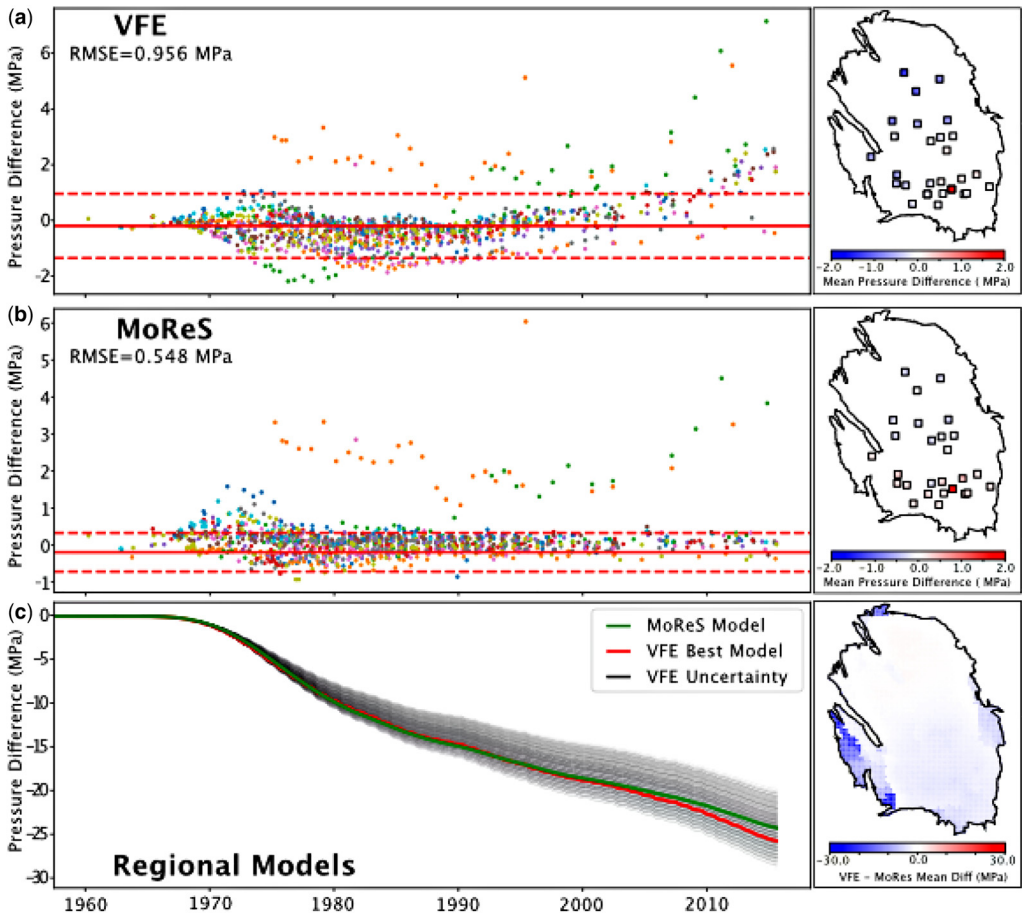 (a)
VFE
RMSE=0.956 MPa
Pressure Difference (MPa)
6
4
2
0
-2
-2.0 -1.0 0.0 1.0 2.0
Mean Pressure Difference ( MPa)
(b)
MoReS
RMSE=0.548 MPa
Pressure Difference (MPa)
6
5
4
3
2
1
0
-1
-2.0 -1.0 0.0 1.0 2.0
Mean Pressure Difference ( MPa)
(c)
Pressure Difference (MPa)
0
-5
-10
-15
-20
-25
-30
MoReS Model
VFE Best Model
VFE Uncertainty
Regional Models
1960 1970 1980 1990 2000 2010
-30.0 0.0 30.0
VFE - MoRes Mean Diff (MPa)